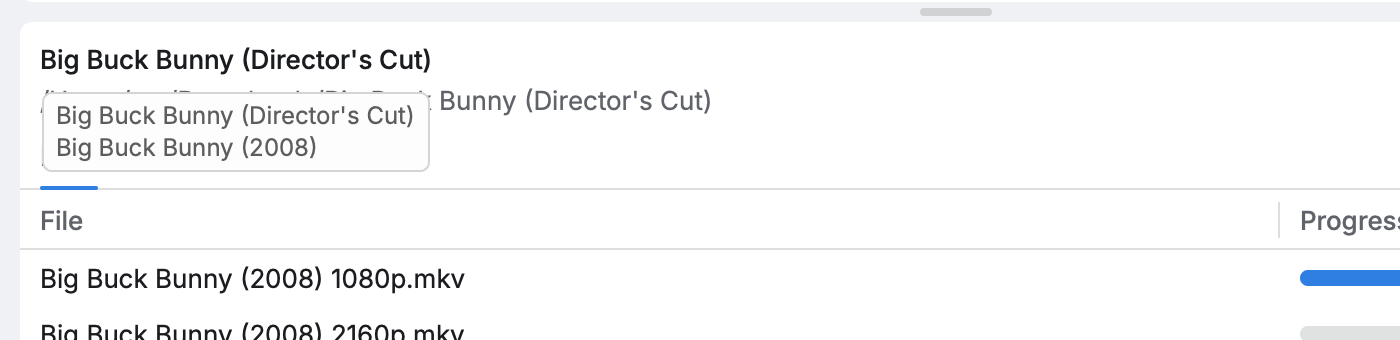 Big Buck Bunny (Director's Cut)
Bunny (Director's Cut)
Big Buck Bunny (Director's Cut)
Big Buck Bunny (2008)
File
Progress
Big Buck Bunny (2008) 1080p.mkv
Big Buck Bunny (2008) 2160p.mkv